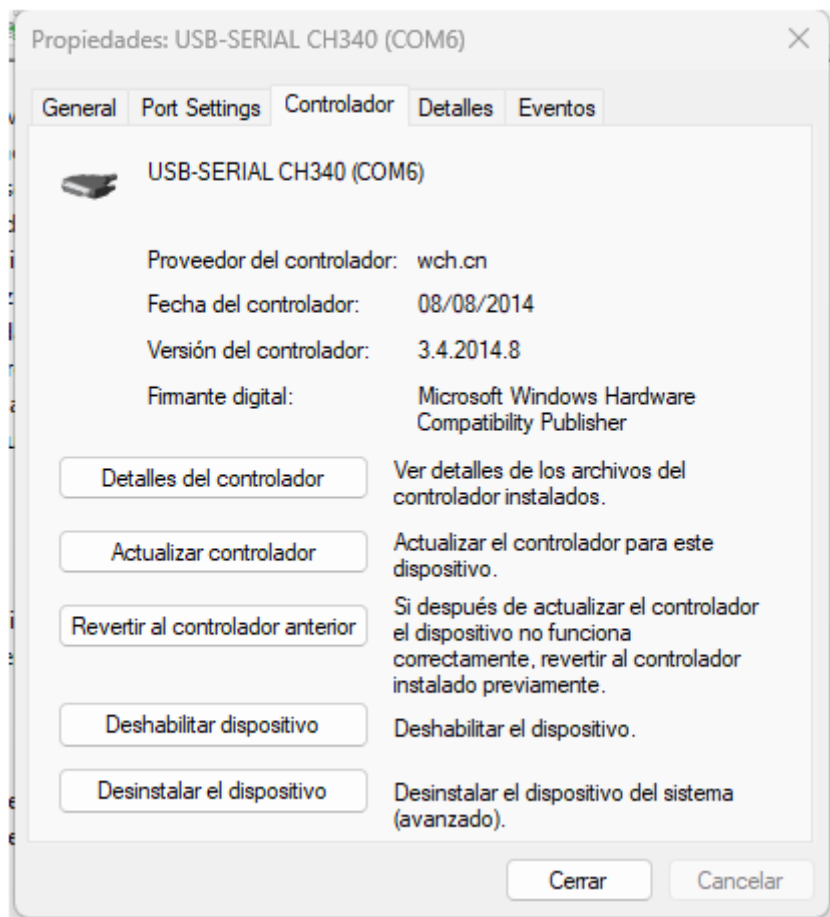 Propiedades: USB-SERIAL CH340 (COM6)
General Port Settings Controlador Detalles Eventos
USB-SERIAL CH340 (COM6)
Proveedor del controlador: wch.cn
Fecha del controlador: 08/08/2014
Versión del controlador: 3.4.2014.8
Firmante digital: Microsoft Windows Hardware
Compatibility Publisher
Detalles del controlador
Ver detalles de los archivos del
controlador instalados.
Actualizar controlador
Actualizar el controlador para este
dispositivo.
Revertir al controlador anterior
Si después de actualizar el controlador
el dispositivo no funciona
correctamente, revertir al controlador
instalado previamente.
Deshabilitar dispositivo
Deshabilitar el dispositivo.
Desinstalar el dispositivo
Desinstalar el dispositivo del sistema
(avanzado).
Cerrar Cancelar